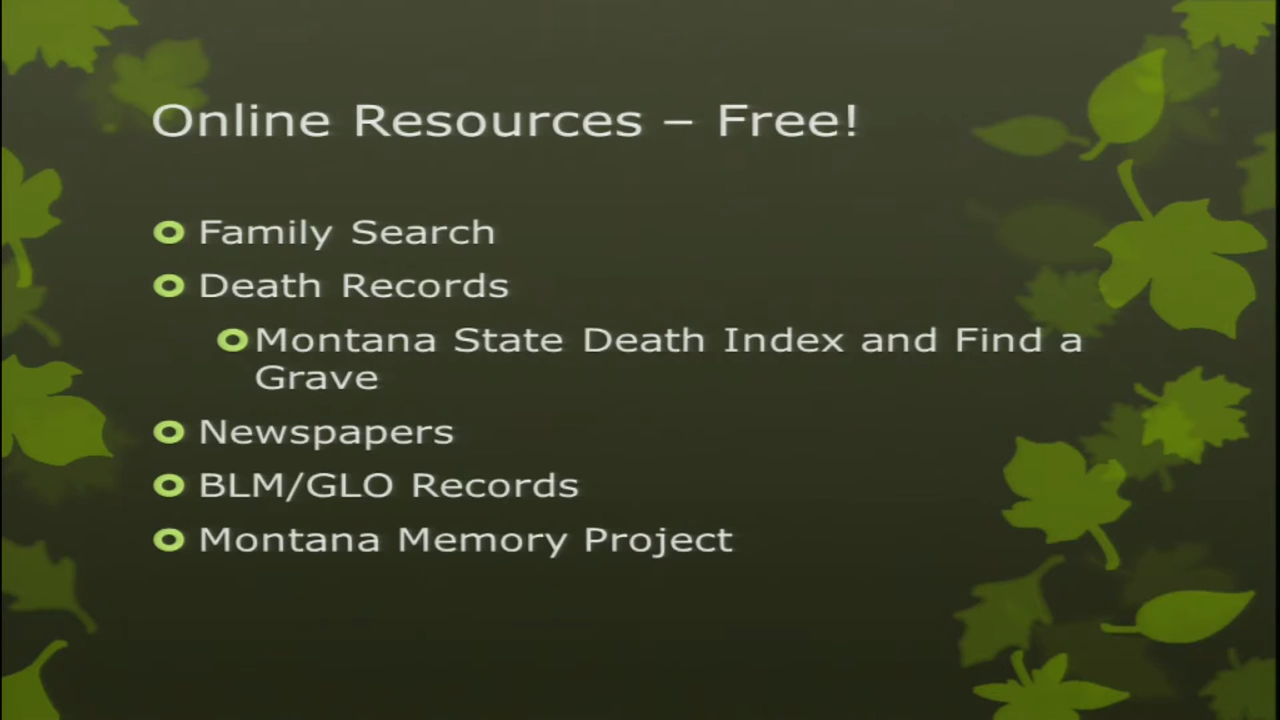 Online Resources – Free!
Family Search
Death Records
Montana State Death Index and Find a
Grave
Newspapers
BLM/GLO Records
Montana Memory Project